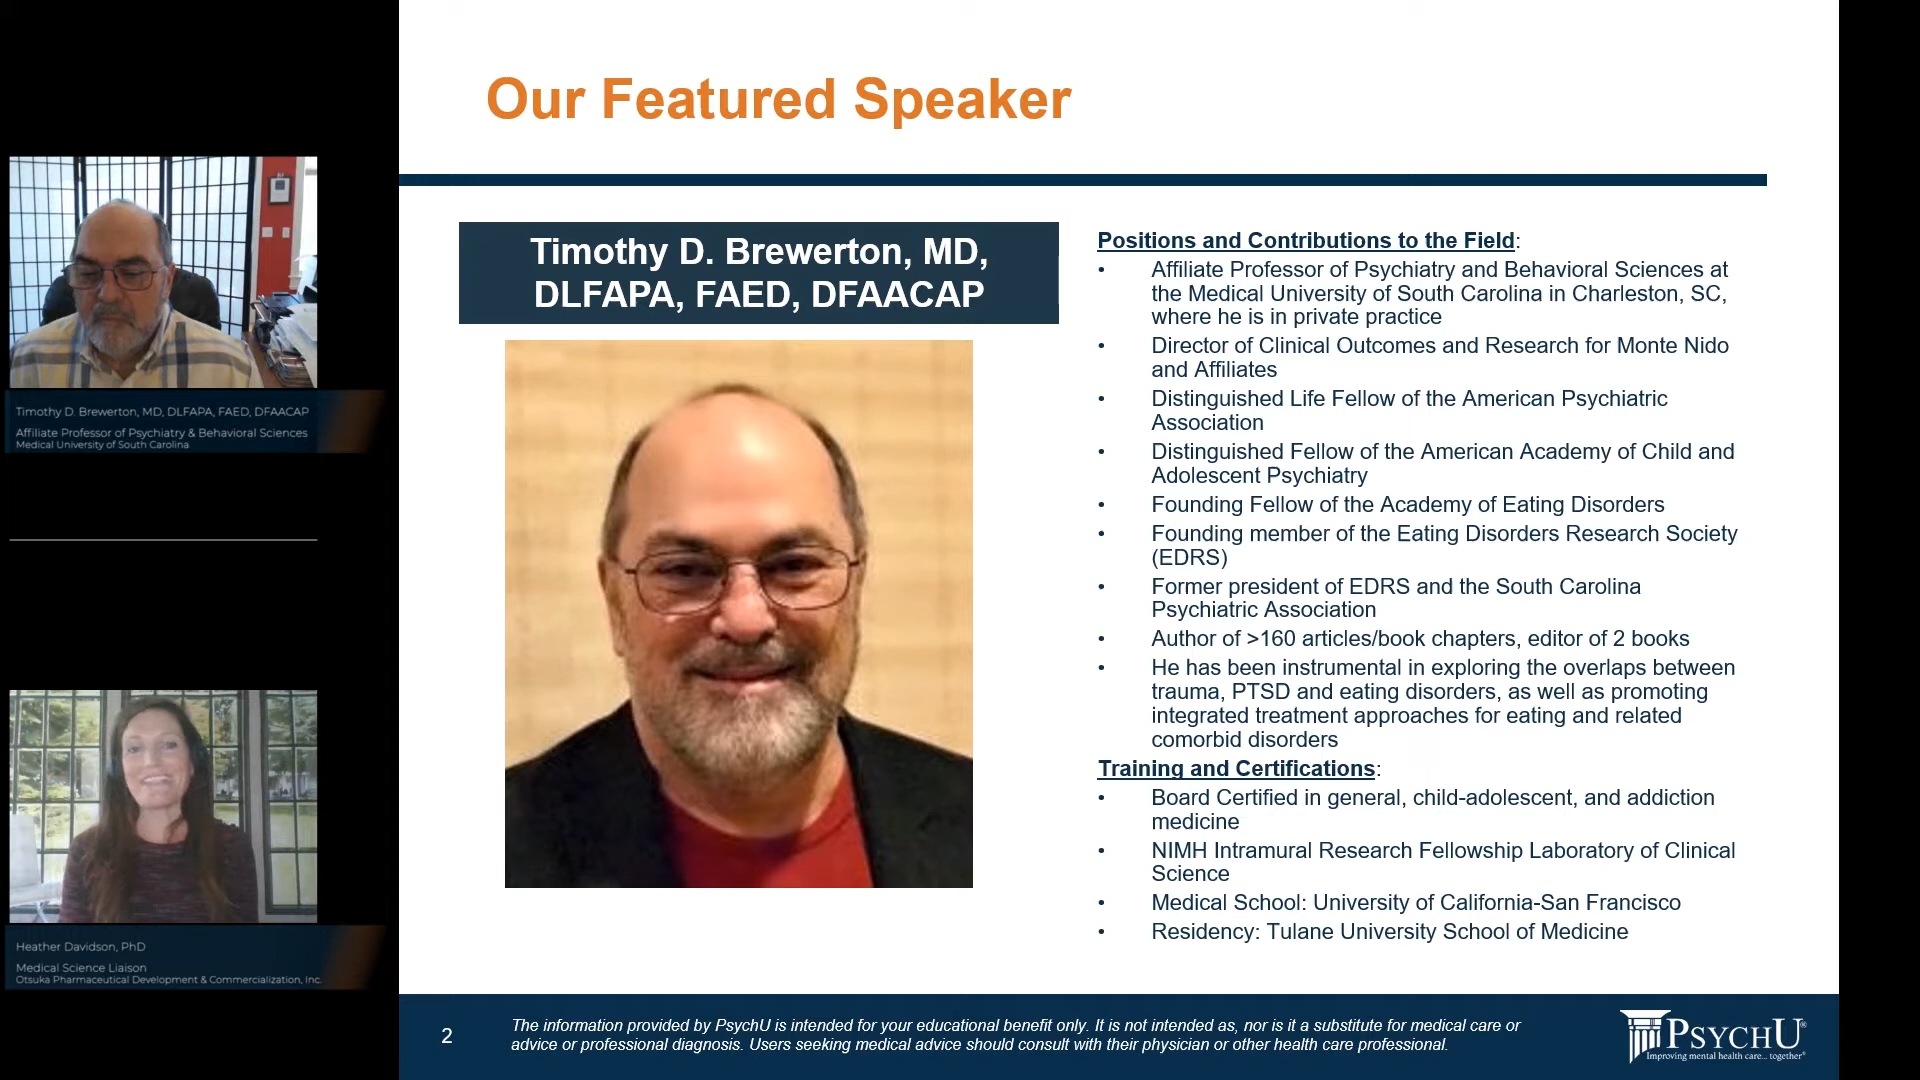 Our Featured Speaker
Timothy D. Brewerton, MD,
DLFAPA, FAED, DFAACAP
Timothy D. Brewerton, MD, DLFAPA, FAED, DFAACAP
Affiliate Professor of Psychiatry & Behavioral Sciences
Medical University of South Carolina
Heather Davidson, PhD
Medical Science Liaison
Otsuka Pharmaceutical Development & Commercialization, Inc.
Positions and Contributions to the Field:
• Affiliate Professor of Psychiatry and Behavioral Sciences at
the Medical University of South Carolina in Charleston, SC,
where he is in private practice
• Director of Clinical Outcomes and Research for Monte Nido
and Affiliates
• Distinguished Life Fellow of the American Psychiatric
Association
• Distinguished Fellow of the American Academy of Child and
Adolescent Psychiatry
• Founding Fellow of the Academy of Eating Disorders
• Founding member of the Eating Disorders Research Society
(EDRS)
• Former president of EDRS and the South Carolina
Psychiatric Association
• Author of >160 articles/book chapters, editor of 2 books
• He has been instrumental in exploring the overlaps between
trauma, PTSD and eating disorders, as well as promoting
integrated treatment approaches for eating and related
comorbid disorders
Training and Certifications:
• Board Certified in general, child-adolescent, and addiction
medicine
• NIMH Intramural Research Fellowship Laboratory of Clinical
Science
• Medical School: University of California-San Francisco
• Residency: Tulane University School of Medicine
2
The information provided by PsychU is intended for your educational benefit only. It is not intended as, nor is it a substitute for medical care or
advice or professional diagnosis. Users seeking medical advice should consult with their physician or other health care professional.
PSYCHU®
Improving mental health care... together®